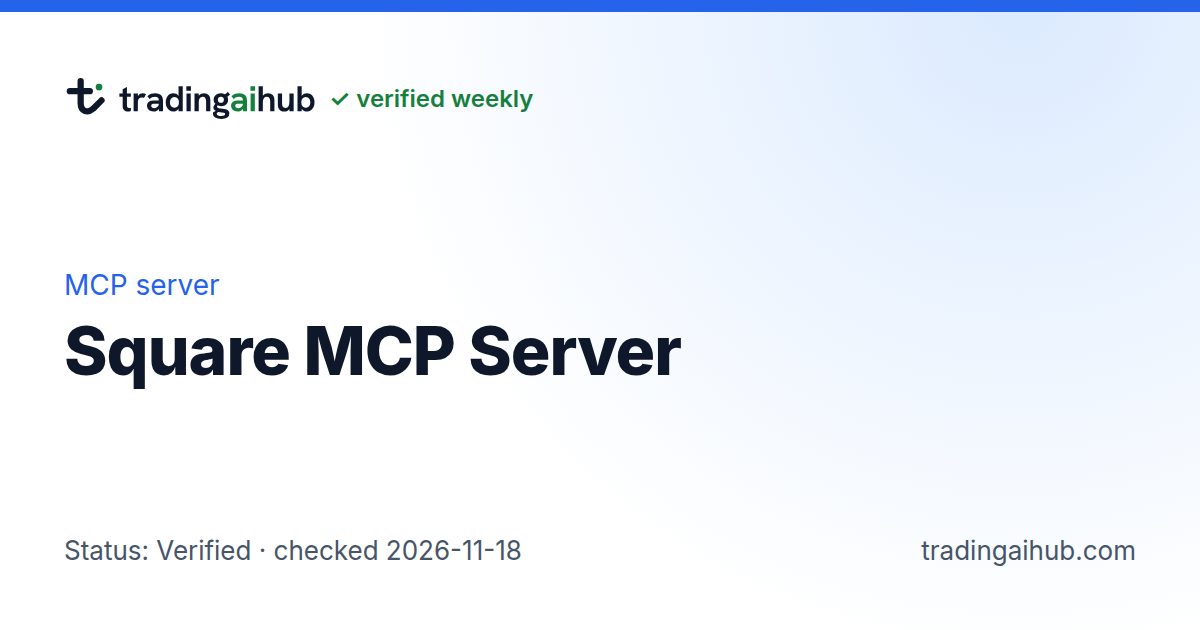 tradingaihub ✓ verified weekly
MCP server
Square MCP Server
Status: Verified · checked 2026-11-18
tradingaihub.com